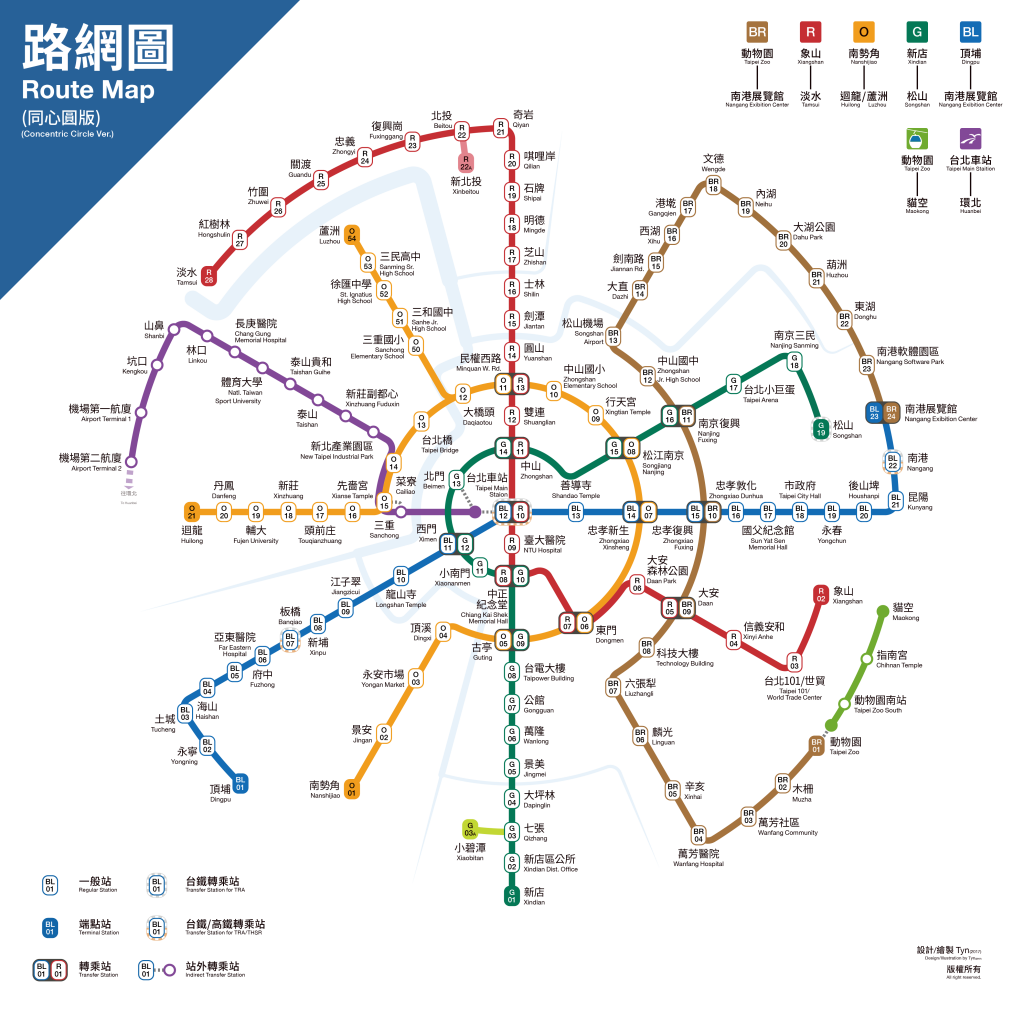 路網圖
Route Map
(同心圓版)
(Concentric Circle Ver.)
BR
動物園
Taipei Zoo
南港展覽館
Nangang Exibition Center
R
象山
Xiangshan
淡水
Tamsui
O
南勢角
Nanshijiao
迴龍/蘆洲
Huilong Luzhou
G
新店
Xindian
松山
Songshan
BL
頂埔
Dingpu
南港展覽館
Nangang Exibition Center
動物園
Taipei Zoo
貓空
Maokong
台北車站
Taipei Main Staition
環北
Huanbei
奇岩
Qiyan
R 21
北投
Beitou
R 22
R 22A
新北投
Xinbeitou
復興崗
Fuxinggang
R 23
忠義
Zhongyi
R 24
關渡
Guandu
R 25
竹圍
Zhuwei
R 26
紅樹林
Hongshulin
R 27
淡水
Tamsui
R 28
R 20
唭哩岸
Qilian
R 19
石牌
Shipai
R 18
明德
Mingde
R 17
芝山
Zhishan
R 16
士林
Shilin
R 15
劍潭
Jiantan
R 14
圓山
Yuanshan
民權西路
Minquan W. Rd.
O 11
R 13
R 12
雙連
Shuanglian
G 14
R 11
中山
Zhongshan
台北車站
Taipei Main
Staion
BL 12
R 10
R 09
臺大醫院
NTU Hospital
R 08
G 10
中正
紀念堂
Chiang Kai Shek
Memorial Hall
R 07
O 06
東門
Dongmen
R 06
大安
森林公園
Daan Park
R 05
BR 09
大安
Daan
R 04
信義安和
Xinyi Anhe
R 03
台北101/世貿
Taipei 101/
World Trade Center
R 02
象山
Xiangshan
蘆洲
Luzhou
O 54
O 53
三民高中
Sanming Sr.
High School
徐匯中學
St. Ignatius
High School
O 52
O 51
三和國中
Sanhe Jr.
High School
三重國小
Sanchong
Elementary School
O 50
O 12
大橋頭
Daqiaotou
O 13
台北橋
Taipei Bridge
O 14
菜寮
Cailiao
O 15
三重
Sanchong
O 16
先嗇宮
Xianse Temple
O 17
頭前庄
Touqianzhuang
O 18
新莊
Xinzhuang
O 19
輔大
Fujen University
O 20
丹鳳
Danfeng
O 21
迴龍
Huilong
O 10
中山國小
Zhongshan
Elementary School
O 09
行天宮
Xingtian Temple
G 15
O 08
松江南京
Songjiang
Nanjing
BL 14
O 07
忠孝新生
Zhongxiao
Xinsheng
O 05
G 09
古亭
Guting
O 04
頂溪
Dingxi
O 03
永安市場
Yongan Market
O 02
景安
Jingan
O 01
南勢角
Nanshijiao
山鼻
Shanbi
坑口
Kengkou
機場第一航廈
Airport Terminal 1
機場第二航廈
Airport Terminal 2
往環北
林口
Linkou
長庚醫院
Chang Gung
Memorial Hospital
體育大學
Natl. Taiwan
Sport University
泰山貴和
Taishan Guihe
泰山
Taishan
新莊副都心
Xinzhuang Fuduxin
新北產業園區
New Taipei Industrial Park
G 13
北門
Beimen
西門
Ximen
BL 11
G 12
G 11
小南門
Xiaonanmen
G 16
BR 11
南京復興
Nanjing
Fuxing
G 17
台北小巨蛋
Taipei Arena
南京三民
Nanjing Sanming
G 18
G 19
松山
Songshan
G 08
台電大樓
Taipower Building
G 07
公館
Gongguan
G 06
萬隆
Wanlong
G 05
景美
Jingmei
G 04
大坪林
Dapinglin
G 03
七張
Qizhang
G 03A
小碧潭
Xiaobitan
G 02
新店區公所
Xindian Dist. Office
G 01
新店
Xindian
文德
Wengde
BR 18
港墘
Gangqien
BR 17
西湖
Xihu
BR 16
劍南路
Jiannan Rd.
BR 15
大直
Dazhi
BR 14
松山機場
Songshan
Airport
BR 13
中山國中
Zhongshan
Jr. High School
BR 12
BR 19
內湖
Neihu
BR 20
大湖公園
Dahu Park
BR 21
葫洲
Huzhou
BR 22
東湖
Donghu
BR 23
南港軟體園區
Nangang Software Park
BL 23
BR 24
南港展覽館
Nangang Exibition Center
BL 22
南港
Nangang
BL 21
昆陽
Kunyang
BL 20
後山埤
Houshanpi
BL 19
永春
Yongchun
BL 18
市政府
Taipei City Hall
BL 17
國父紀念館
Sun Yat Sen
Memorial Hall
BL 16
忠孝敦化
Zhongxiao Dunhua
BL 15
BR 10
忠孝復興
Zhongxiao
Fuxing
BL 13
善導寺
Shandao Temple
BL 10
龍山寺
Longshan Temple
江子翠
Jiangzicui
BL 09
BL 08
新埔
Xinpu
板橋
Banqiao
BL 07
BL 06
府中
Fuzhong
亞東醫院
Far Eastern
Hospital
BL 05
BL 04
海山
Haishan
土城
Tucheng
BL 03
永寧
Yongning
BL 02
BL 01
頂埔
Dingpu
BR 08
科技大樓
Technology Building
BR 07
六張犁
Liuzhangli
BR 06
麟光
Linguan
BR 05
辛亥
Xinhai
BR 04
萬芳醫院
Wanfang Hospital
BR 03
萬芳社區
Wanfang Community
BR 02
木柵
Muzha
BR 01
動物園
Taipei Zoo
動物園南站
Taipei Zoo South
指南宮
Chihnan Temple
貓空
Maokong
BL 01
一般站
Regular Station
BL 01
台鐵轉乘站
Transfer Station for TRA
BL 01
端點站
Terminal Station
BL 01
台鐵/高鐵轉乘站
Transfer Station for TRA/THSR
BL 01
R 01
轉乘站
Transfer Station
BL 01
站外轉乘站
Indirect Transfer Station
設計/繪製 Tyn(2017)
版權所有
All right reserved.